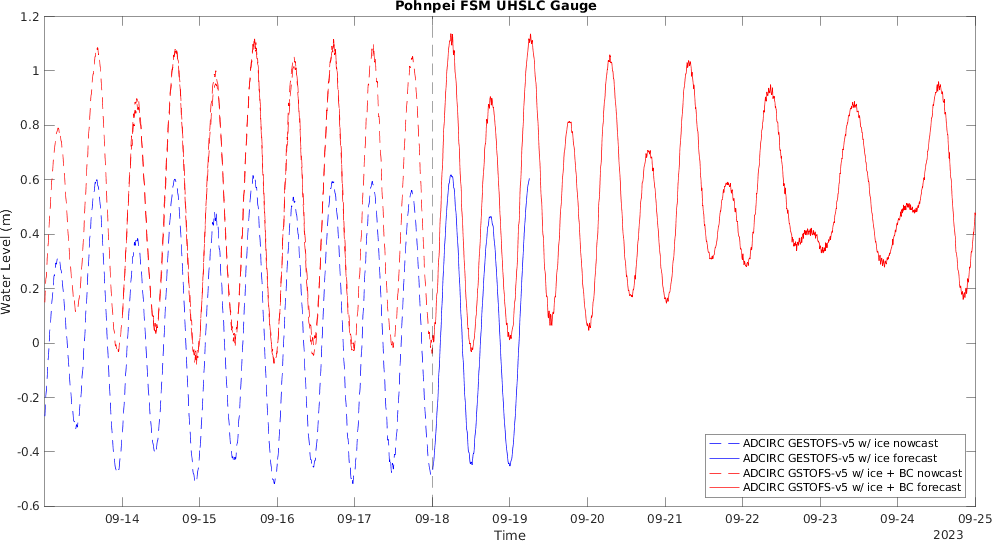 Pohnpei FSM UHSLC Gauge
Water Level (m)
1.2
1
0.8
0.6
0.4
0.2
0
-0.2
-0.4
-0.6
ADCIRC GESTOFS-v5 w/ ice nowcast
ADCIRC GESTOFS-v5 w/ ice forecast
ADCIRC GSTOFS-v5 w/ ice + BC nowcast
ADCIRC GSTOFS-v5 w/ ice + BC forecast
09-14 09-15 09-16 09-17 09-18 09-19 09-20 09-21 09-22 09-23 09-24 09-25
Time
2023